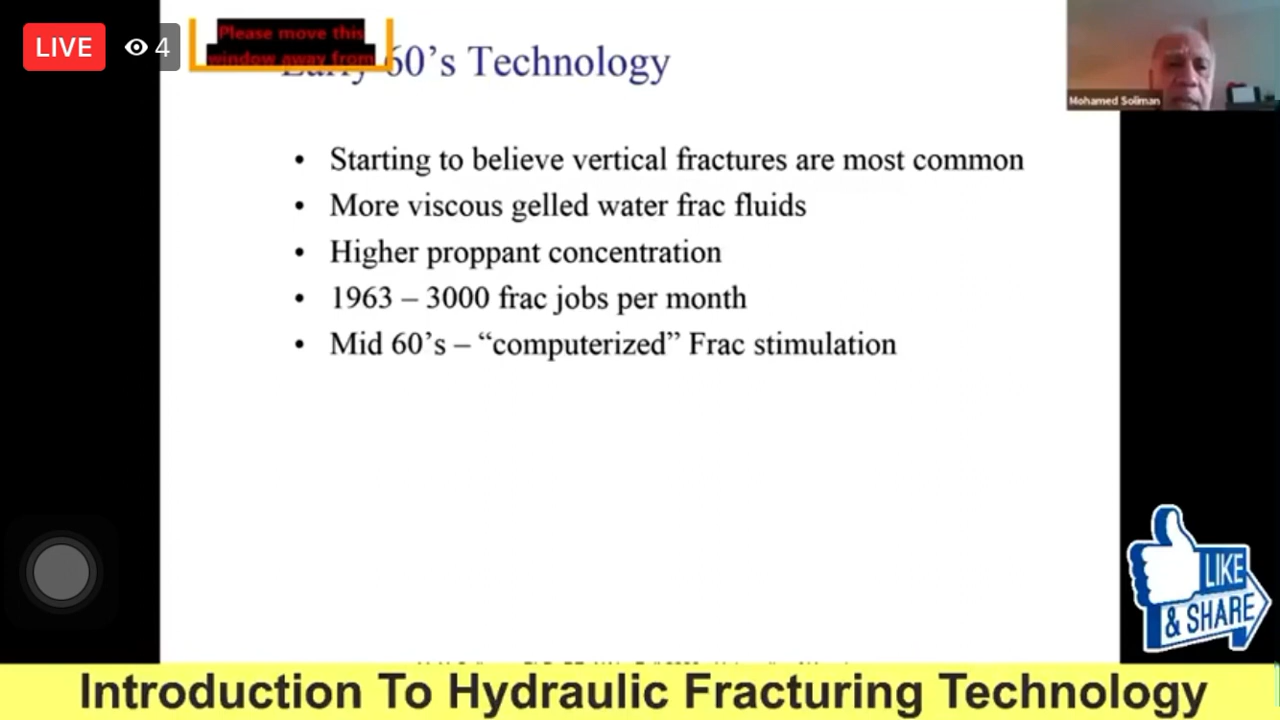 LIVE
4
Please move this
window away from
Early 60’s Technology
Mohamed Soliman
• Starting to believe vertical fractures are most common
• More viscous gelled water frac fluids
• Higher proppant concentration
• 1963 – 3000 frac jobs per month
• Mid 60’s – “computerized” Frac stimulation
LIKE
& SHARE
Introduction To Hydraulic Fracturing Technology